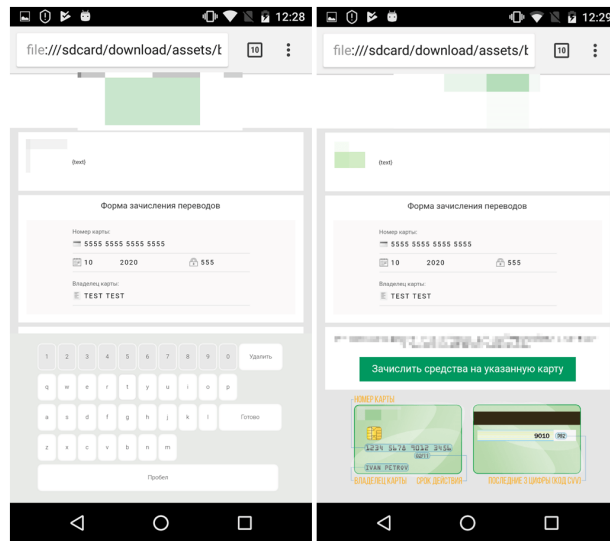 12:28
file:///sdcard/download/assets/b
10
{text}
Форма зачисления переводов
Номер карты:
5555 5555 5555 5555
10 2020 555
Владелец карты:
TEST TEST
1 2 3 4 5 6 7 8 9 0 Удалить
q w e r t y u i o p
a s d f g h j k l Готово
z x c v b n m
Пробел
12:29
file:///sdcard/download/assets/b
10
{text}
Форма зачисления переводов
Номер карты:
5555 5555 5555 5555
10 2020 555
Владелец карты:
TEST TEST
Зачислить средства на указанную карту
НОМЕР КАРТЫ
1234 5678 9012 3456
IVAN PETROV
ВЛАДЕЛЕЦ КАРТЫ СРОК ДЕЙСТВИЯ
9010
ПОСЛЕДНИЕ 3 ЦИФРЫ (КОД CVV)